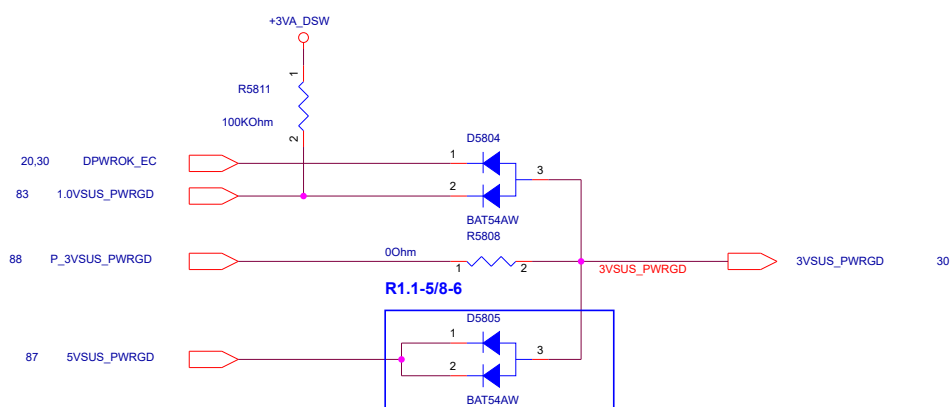 +3VA_DSW
1
R5811
100KOhm
2
D5804
20,30 DPWROK_EC 1
3
83 1.0VSUS_PWRGD 2
BAT54AW
R5808
88 P_3VSUS_PWRGD 0Ohm 1 2 3VSUS_PWRGD 3VSUS_PWRGD 30
R1.1-5/8-6
D5805
1
87 5VSUS_PWRGD 3
2
BAT54AW